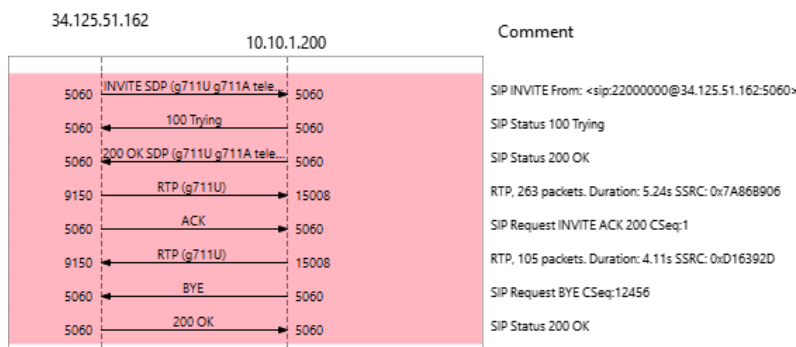 34.125.51.162
10.10.1.200
Comment
5060 INVITE SDP (g711U g711A tele... 5060 SIP INVITE From: <sip:22000000@34.125.51.162:5060>
5060 100 Trying 5060 SIP Status 100 Trying
5060 200 OK SDP (g711U g711A tele... 5060 SIP Status 200 OK
9150 RTP (g711U) 15008 RTP, 263 packets. Duration: 5.24s SSRC: 0x7A86B906
5060 ACK 5060 SIP Request INVITE ACK 200 CSeq:1
9150 RTP (g711U) 15008 RTP, 105 packets. Duration: 4.11s SSRC: 0xD16392D
5060 BYE 5060 SIP Request BYE CSeq:12456
5060 200 OK 5060 SIP Status 200 OK